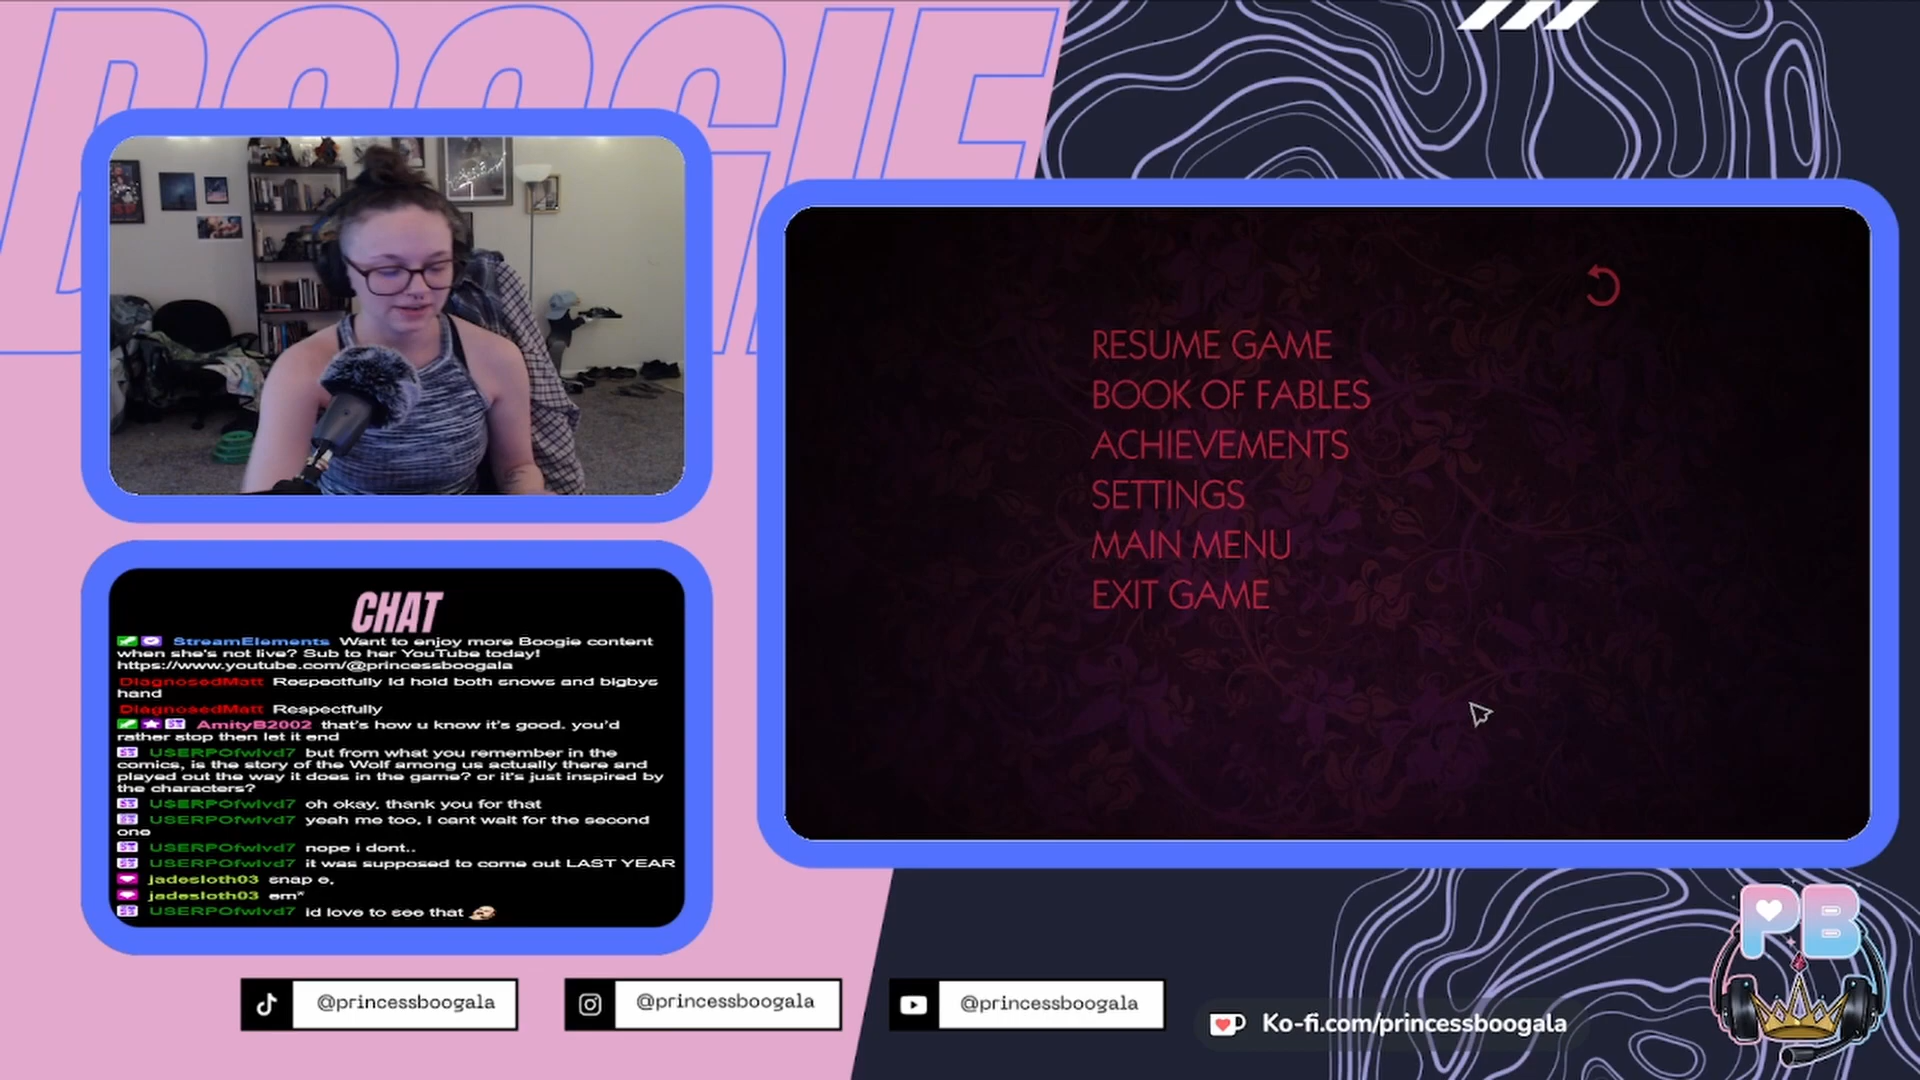 BOOGIE
CHAT
StreamElements Want to enjoy more Boogie content
when she's not live? Sub to her YouTube today!
https://www.youtube.com/@princessboogala
DiagnosedMatt Respectfully Id hold both snows and bigbys
hand
DiagnosedMatt Respectfully
AmityB2002 that's how u know it's good. you'd
rather stop then let it end
USERPOfwlvd7 but from what you remember in the
comics, is the story of the Wolf among us actually there and
played out the way it does in the game? or it's just inspired by
the characters?
USERPOfwlvd7 oh okay, thank you for that
USERPOfwlvd7 yeah me too, i cant wait for the second
one
USERPOfwlvd7 nope i dont..
USERPOfwlvd7 it was supposed to come out LAST YEAR
jadesloth03 snap e,
jadesloth03 em*
USERPOfwlvd7 id love to see that
RESUME GAME
BOOK OF FABLES
ACHIEVEMENTS
SETTINGS
MAIN MENU
EXIT GAME
@princessboogala
@princessboogala
@princessboogala
Ko-fi.com/princessboogala
PB